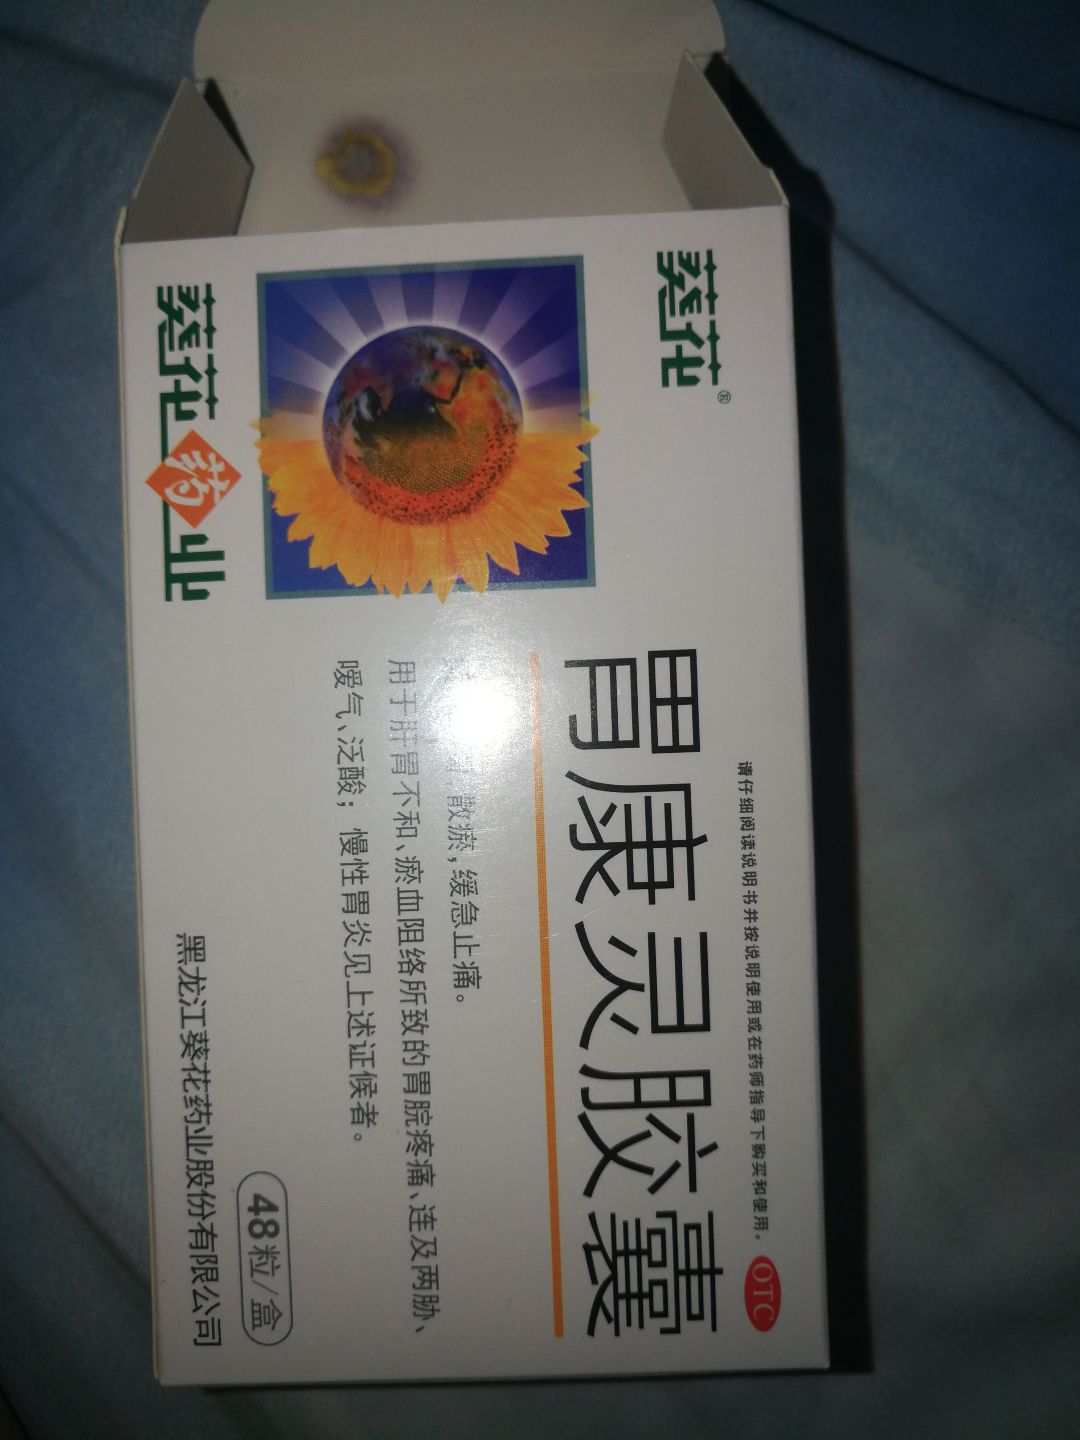 葵花®
请仔细阅读说明书并按说明使用或在药师指导下购买和使用。
OTC
胃康灵胶囊
散瘀，缓急止痛。
用于肝胃不和、瘀血阻络所致的胃脘疼痛、连及两胁、
嗳气、泛酸；慢性胃炎见上述证候者。
48粒/盒
葵花药业
黑龙江葵花药业股份有限公司